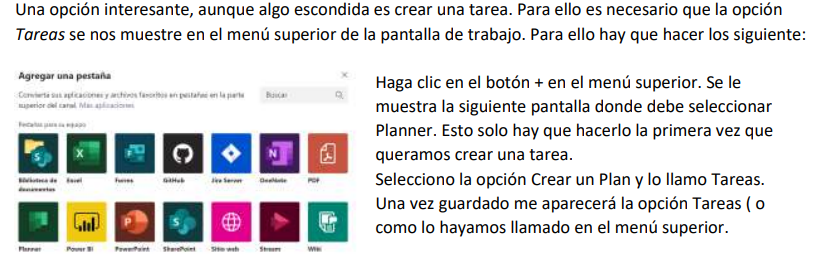 Una opción interesante, aunque algo escondida es crear una tarea. Para ello es necesario que la opción
Tareas se nos muestre en el menú superior de la pantalla de trabajo. Para ello hay que hacer los siguiente:
Agregar una pestaña
Convierta sus aplicaciones y archivos favoritos en pestañas en la parte
superior del canal. Más aplicaciones
Buscar
Pestañas para su equipo
Biblioteca de
documentos
Excel
Forms
GitHub
Jira Server
OneNote
PDF
Planner
Power BI
PowerPoint
SharePoint
Sitio web
Stream
Wiki
Haga clic en el botón + en el menú superior. Se le
muestra la siguiente pantalla donde debe seleccionar
Planner. Esto solo hay que hacerlo la primera vez que
queramos crear una tarea.
Selecciono la opción Crear un Plan y lo llamo Tareas.
Una vez guardado me aparecerá la opción Tareas ( o
como lo hayamos llamado en el menú superior.